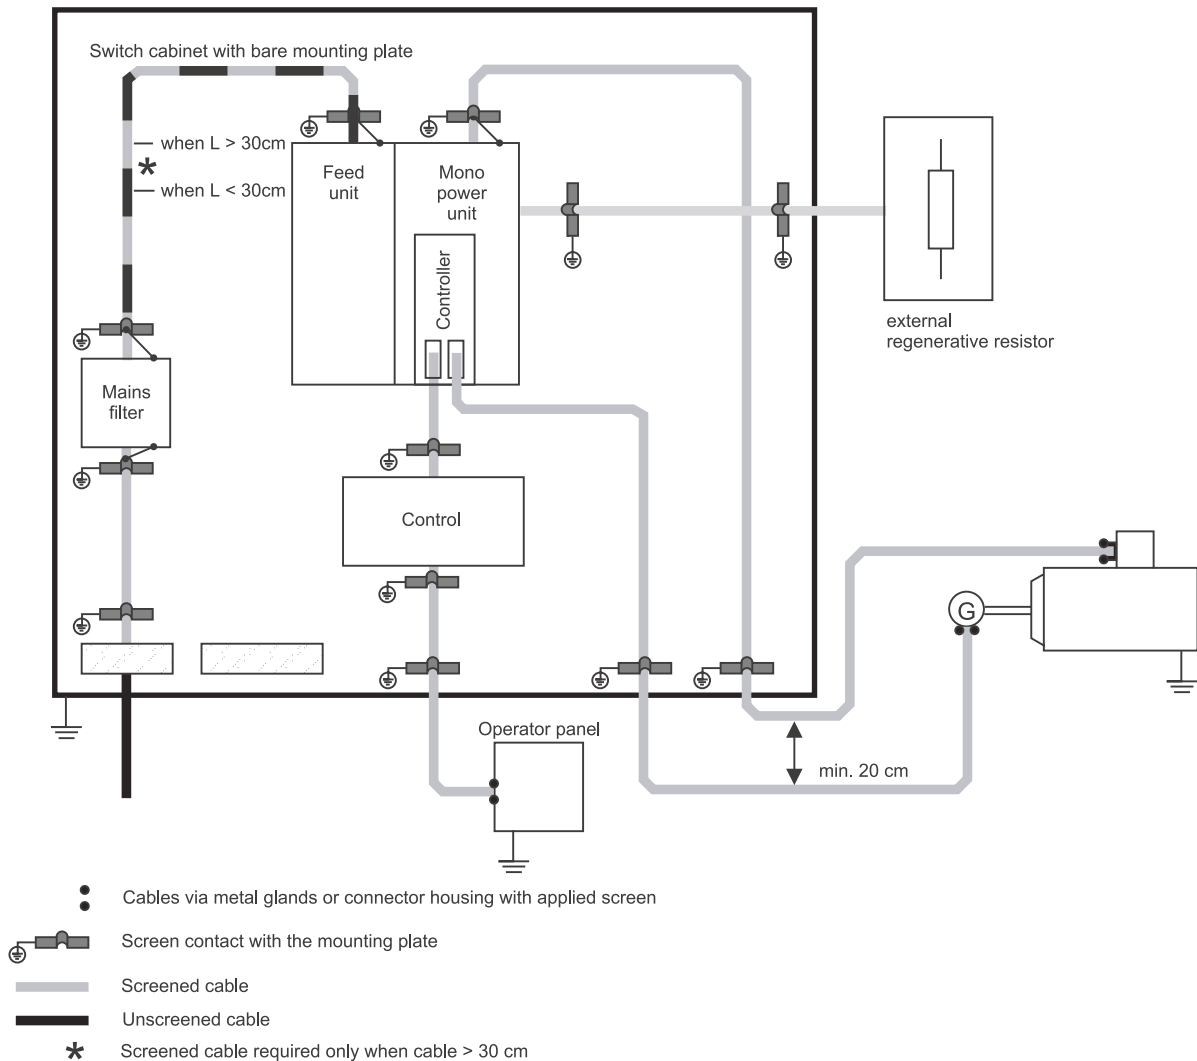 Switch cabinet with bare mounting plate
when L > 30cm
*
when L < 30cm
Feed
unit
Mono
power
unit
Controller
external
regenerative resistor
Mains
filter
Control
G
Operator panel
min. 20 cm
Cables via metal glands or connector housing with applied screen
Screen contact with the mounting plate
Screened cable
Unscreened cable
* Screened cable required only when cable > 30 cm